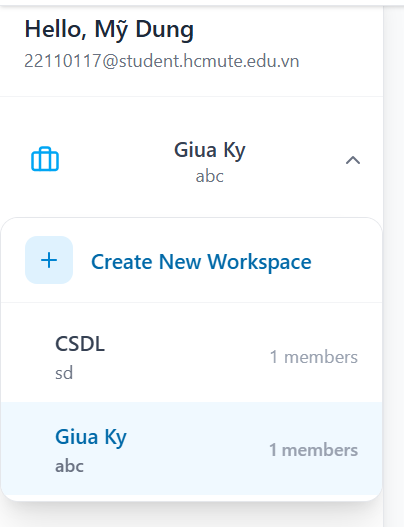 Hello, Mỹ Dung
22110117@student.hcmute.edu.vn
Giua Ky
abc
Create New Workspace
CSDL
1 members
sd
Giua Ky
1 members
abc